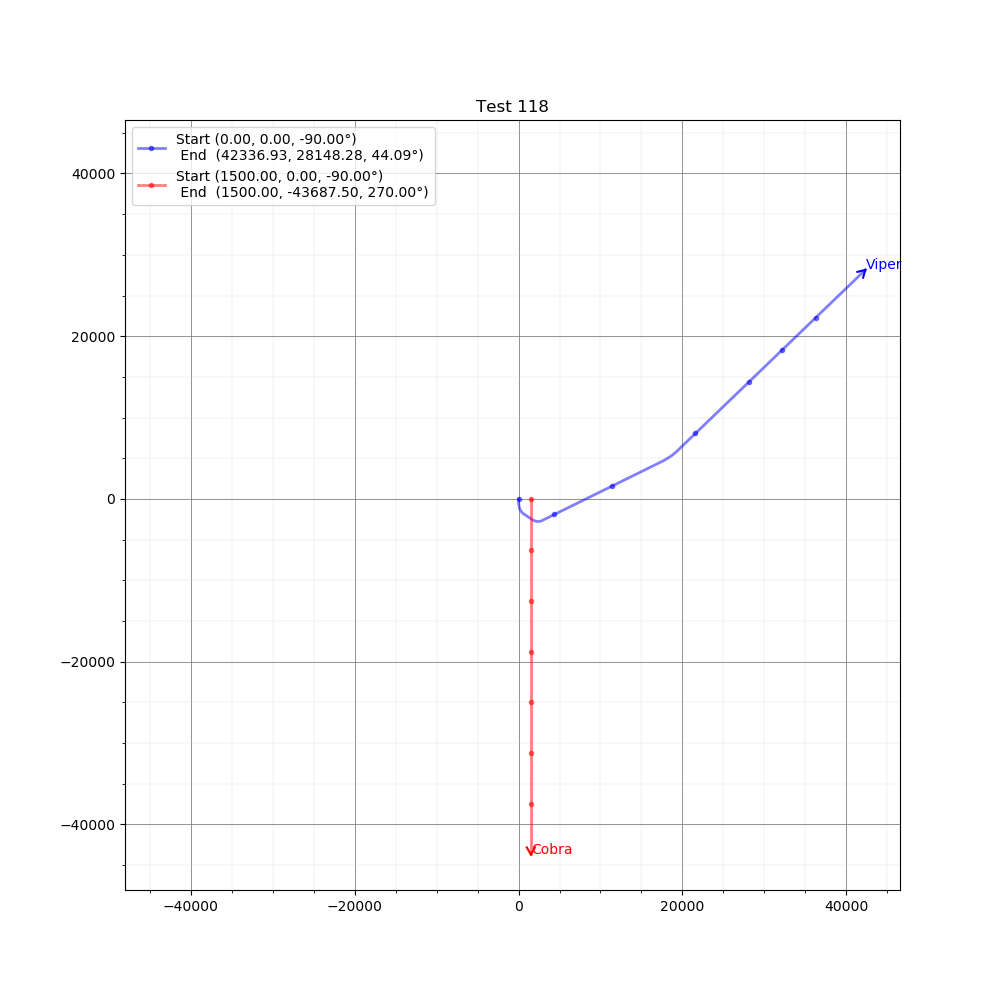 Test 118
Start (0.00, 0.00, -90.00°)
End  (42336.93, 28148.28, 44.09°)
Start (1500.00, 0.00, -90.00°)
End  (1500.00, -43687.50, 270.00°)
40000
20000
0
−20000
−40000
Viper
Cobra
−40000
−20000
0
20000
40000